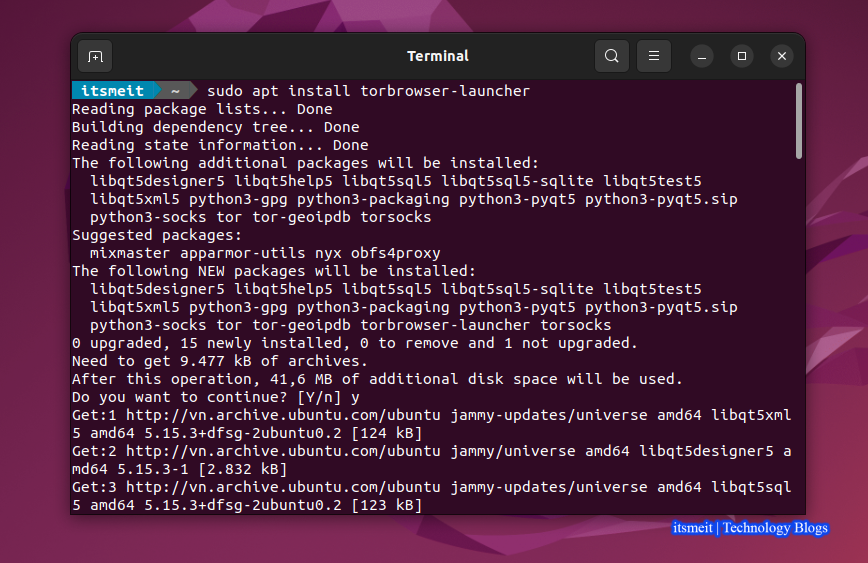 Terminal
itsmeit ~ sudo apt install torbrowser-launcher
Reading package lists... Done
Building dependency tree... Done
Reading state information... Done
The following additional packages will be installed:
  libqt5designer5 libqt5help5 libqt5sql5 libqt5sql5-sqlite libqt5test5
  libqt5xml5 python3-gpg python3-packaging python3-pyqt5 python3-pyqt5.sip
  python3-socks tor tor-geoipdb torsocks
Suggested packages:
  mixmaster apparmor-utils nyx obfs4proxy
The following NEW packages will be installed:
  libqt5designer5 libqt5help5 libqt5sql5 libqt5sql5-sqlite libqt5test5
  libqt5xml5 python3-gpg python3-packaging python3-pyqt5 python3-pyqt5.sip
  python3-socks tor tor-geoipdb torbrowser-launcher torsocks
0 upgraded, 15 newly installed, 0 to remove and 1 not upgraded.
Need to get 9.477 kB of archives.
After this operation, 41,6 MB of additional disk space will be used.
Do you want to continue? [Y/n] y
Get:1 http://vn.archive.ubuntu.com/ubuntu jammy-updates/universe amd64 libqt5xml
5 amd64 5.15.3+dfsg-2ubuntu0.2 [124 kB]
Get:2 http://vn.archive.ubuntu.com/ubuntu jammy/universe amd64 libqt5designer5 a
md64 5.15.3-1 [2.832 kB]
Get:3 http://vn.archive.ubuntu.com/ubuntu jammy-updates/universe amd64 libqt5sql
5 amd64 5.15.3+dfsg-2ubuntu0.2 [123 kB]
itsmeit | Technology Blogs